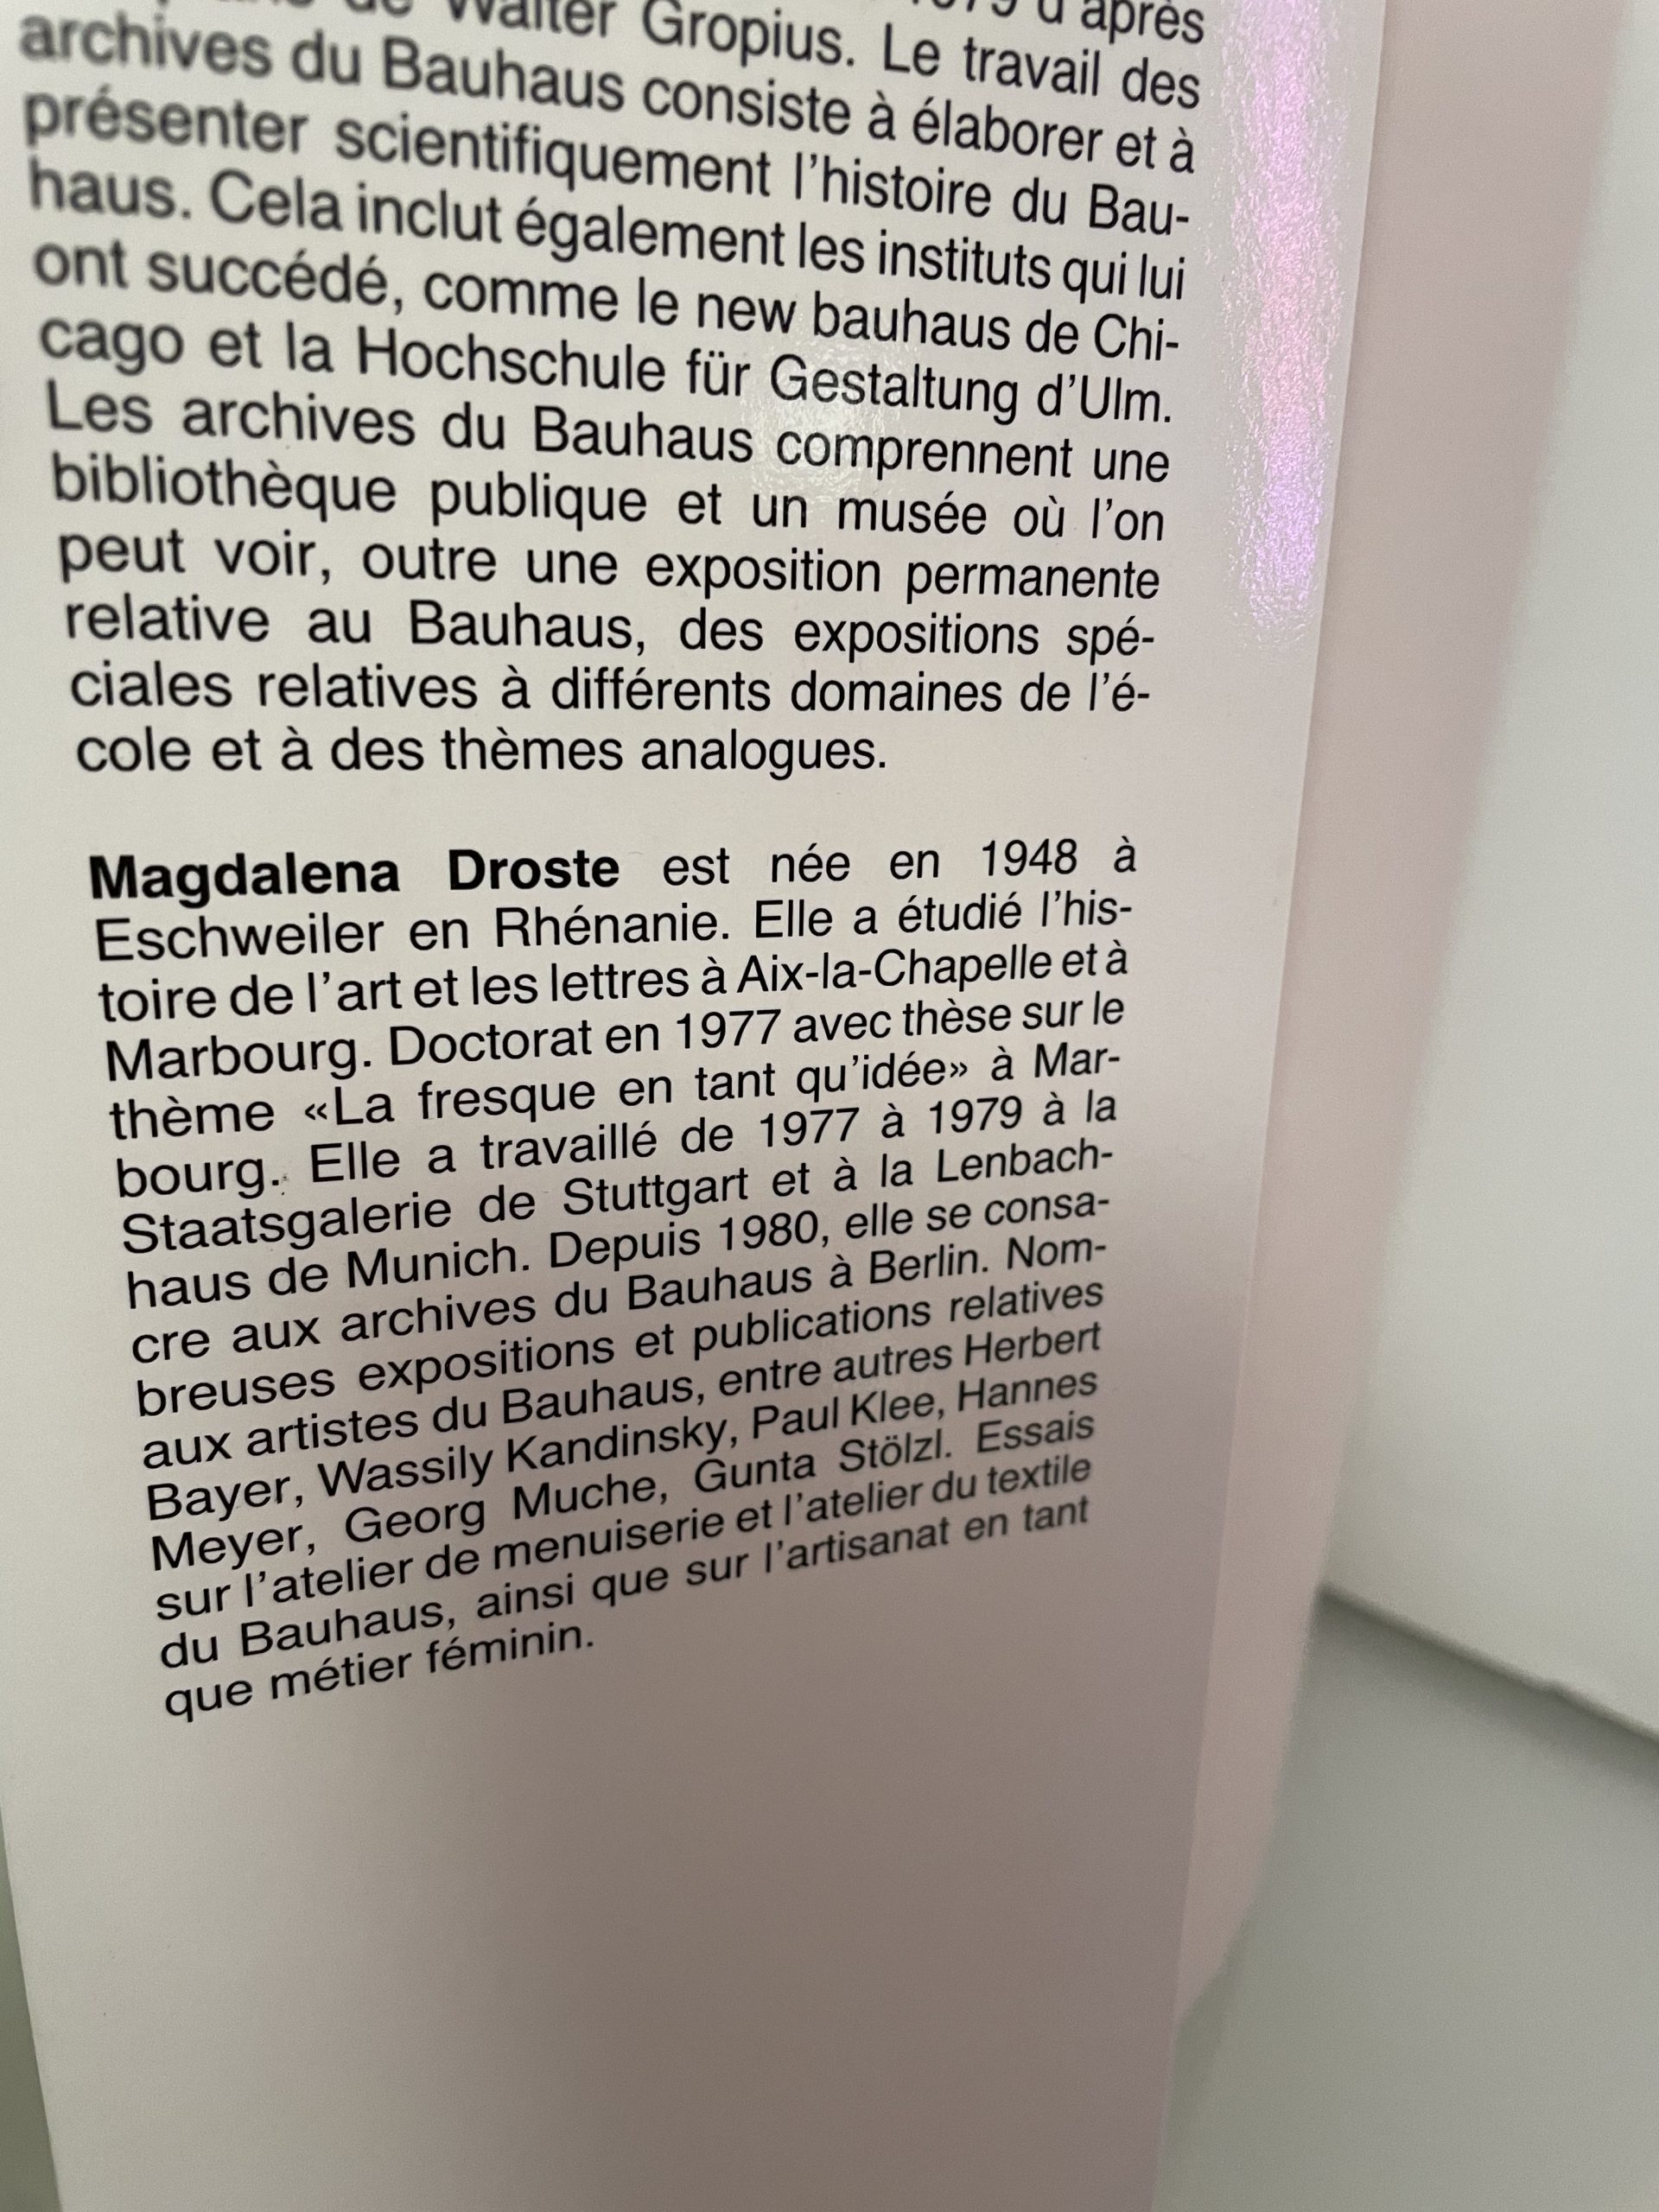 de Walter Gropius. Le travail des
archives du Bauhaus consiste à élaborer et à
présenter scientifiquement l'histoire du Bau-
haus. Cela inclut également les instituts qui lui
ont succédé, comme le new bauhaus de Chi-
cago et la Hochschule für Gestaltung d'Ulm.
Les archives du Bauhaus comprennent une
bibliothèque publique et un musée où l'on
peut voir, outre une exposition permanente
relative au Bauhaus, des expositions spé-
ciales relatives à différents domaines de l'é-
cole et à des thèmes analogues.
Magdalena Droste est née en 1948 à
Eschweiler en Rhénanie. Elle a étudié l'his-
toire de l'art et les lettres à Aix-la-Chapelle et à
Marbourg. Doctorat en 1977 avec thèse sur le
thème «La fresque en tant qu'idée» à Mar-
bourg. Elle a travaillé de 1977 à 1979 à la
Staatsgalerie de Stuttgart et à la Lenbach-
haus de Munich. Depuis 1980, elle se consa-
cre aux archives du Bauhaus à Berlin. Nom-
breuses expositions et publications relatives
aux artistes du Bauhaus, entre autres Herbert
Bayer, Wassily Kandinsky, Paul Klee, Hannes
Meyer, Georg Muche, Gunta Stölzl. Essais
sur l'atelier de menuiserie et l'atelier du textile
du Bauhaus, ainsi que sur l'artisanat en tant
que métier féminin.